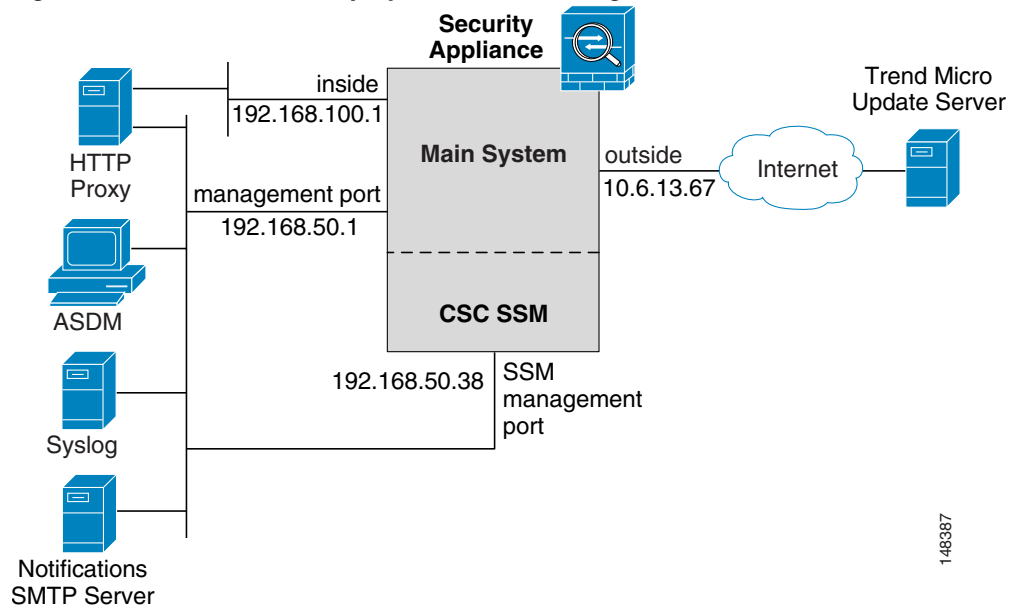 Security
Appliance
inside
192.168.100.1
Trend Micro
Update Server
HTTP
Proxy
Main System
outside
10.6.13.67
Internet
management port
192.168.50.1
ASDM
CSC SSM
192.168.50.38
SSM
management
port
Syslog
Notifications
SMTP Server
148387